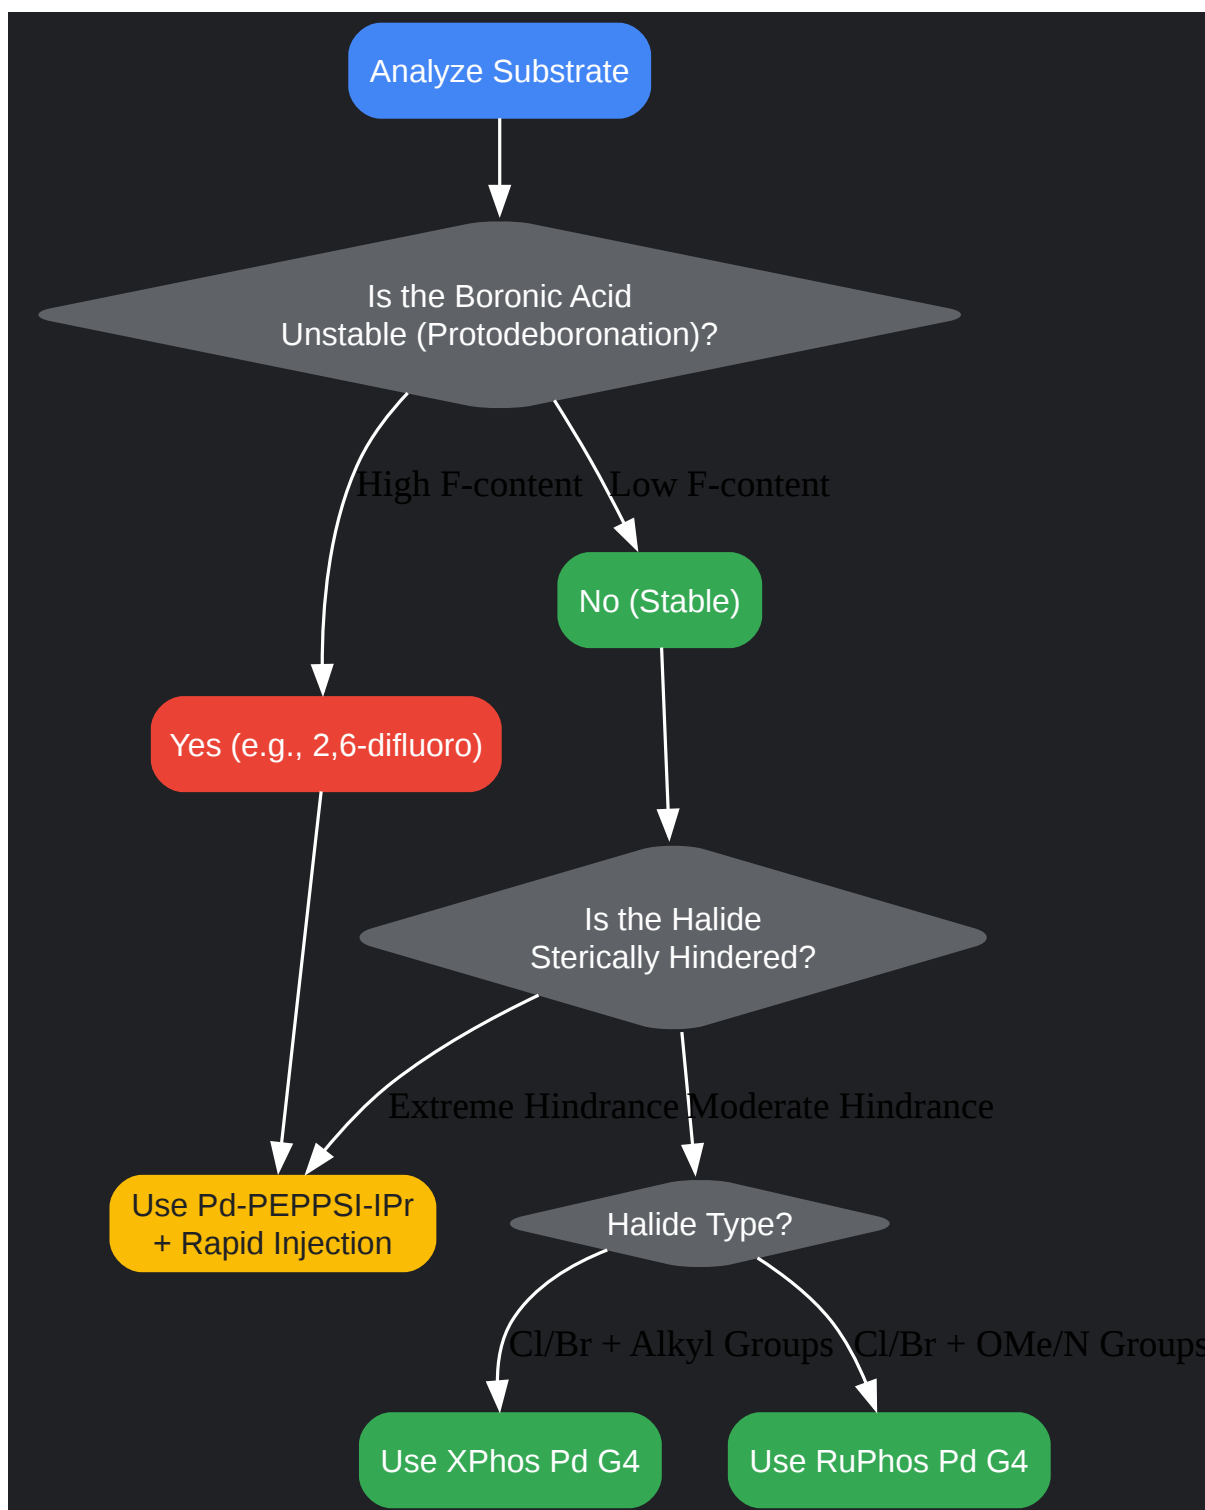 Analyze Substrate
Is the Boronic Acid
Unstable (Protodeboronation)?
High F-content
Low F-content
No (Stable)
Yes (e.g., 2,6-difluoro)
Is the Halide
Sterically Hindered?
Extreme Hindrance
Moderate Hindrance
Use Pd-PEPPSI-IPr
+ Rapid Injection
Halide Type?
Cl/Br + Alkyl Groups
Cl/Br + OMe/N Groups
Use XPhos Pd G4
Use RuPhos Pd G4